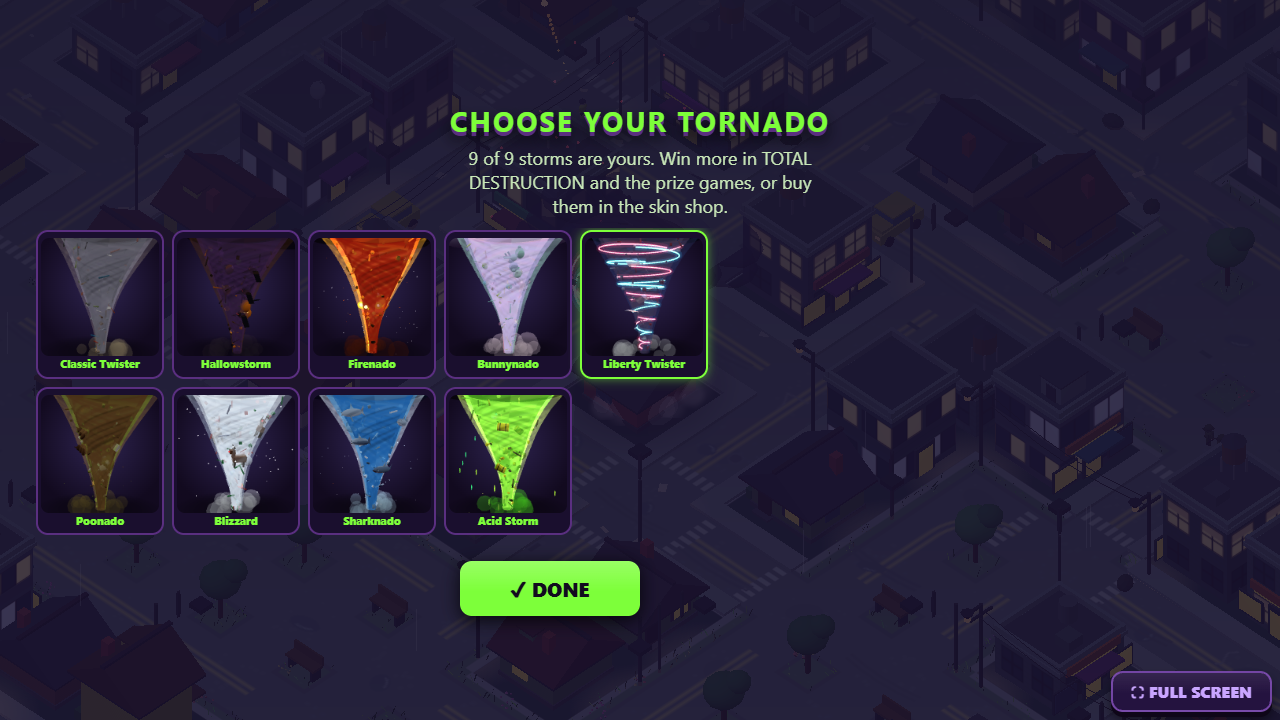 CHOOSE YOUR TORNADO
9 of 9 storms are yours. Win more in TOTAL
DESTRUCTION and the prize games, or buy
them in the skin shop.
Classic Twister
Hallowstorm
Firenado
Bunnynado
Liberty Twister
Poonado
Blizzard
Sharknado
Acid Storm
✓ DONE
FULL SCREEN